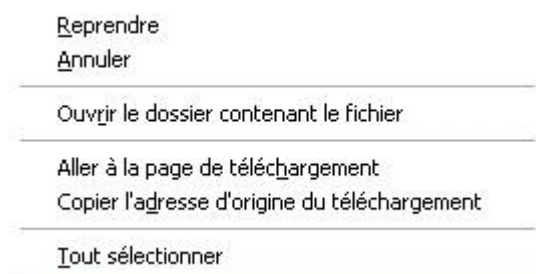 Reprendre
Annuler
Ouvrir le dossier contenant le fichier
Aller à la page de téléchargement
Copier l'adresse d'origine du téléchargement
Tout sélectionner